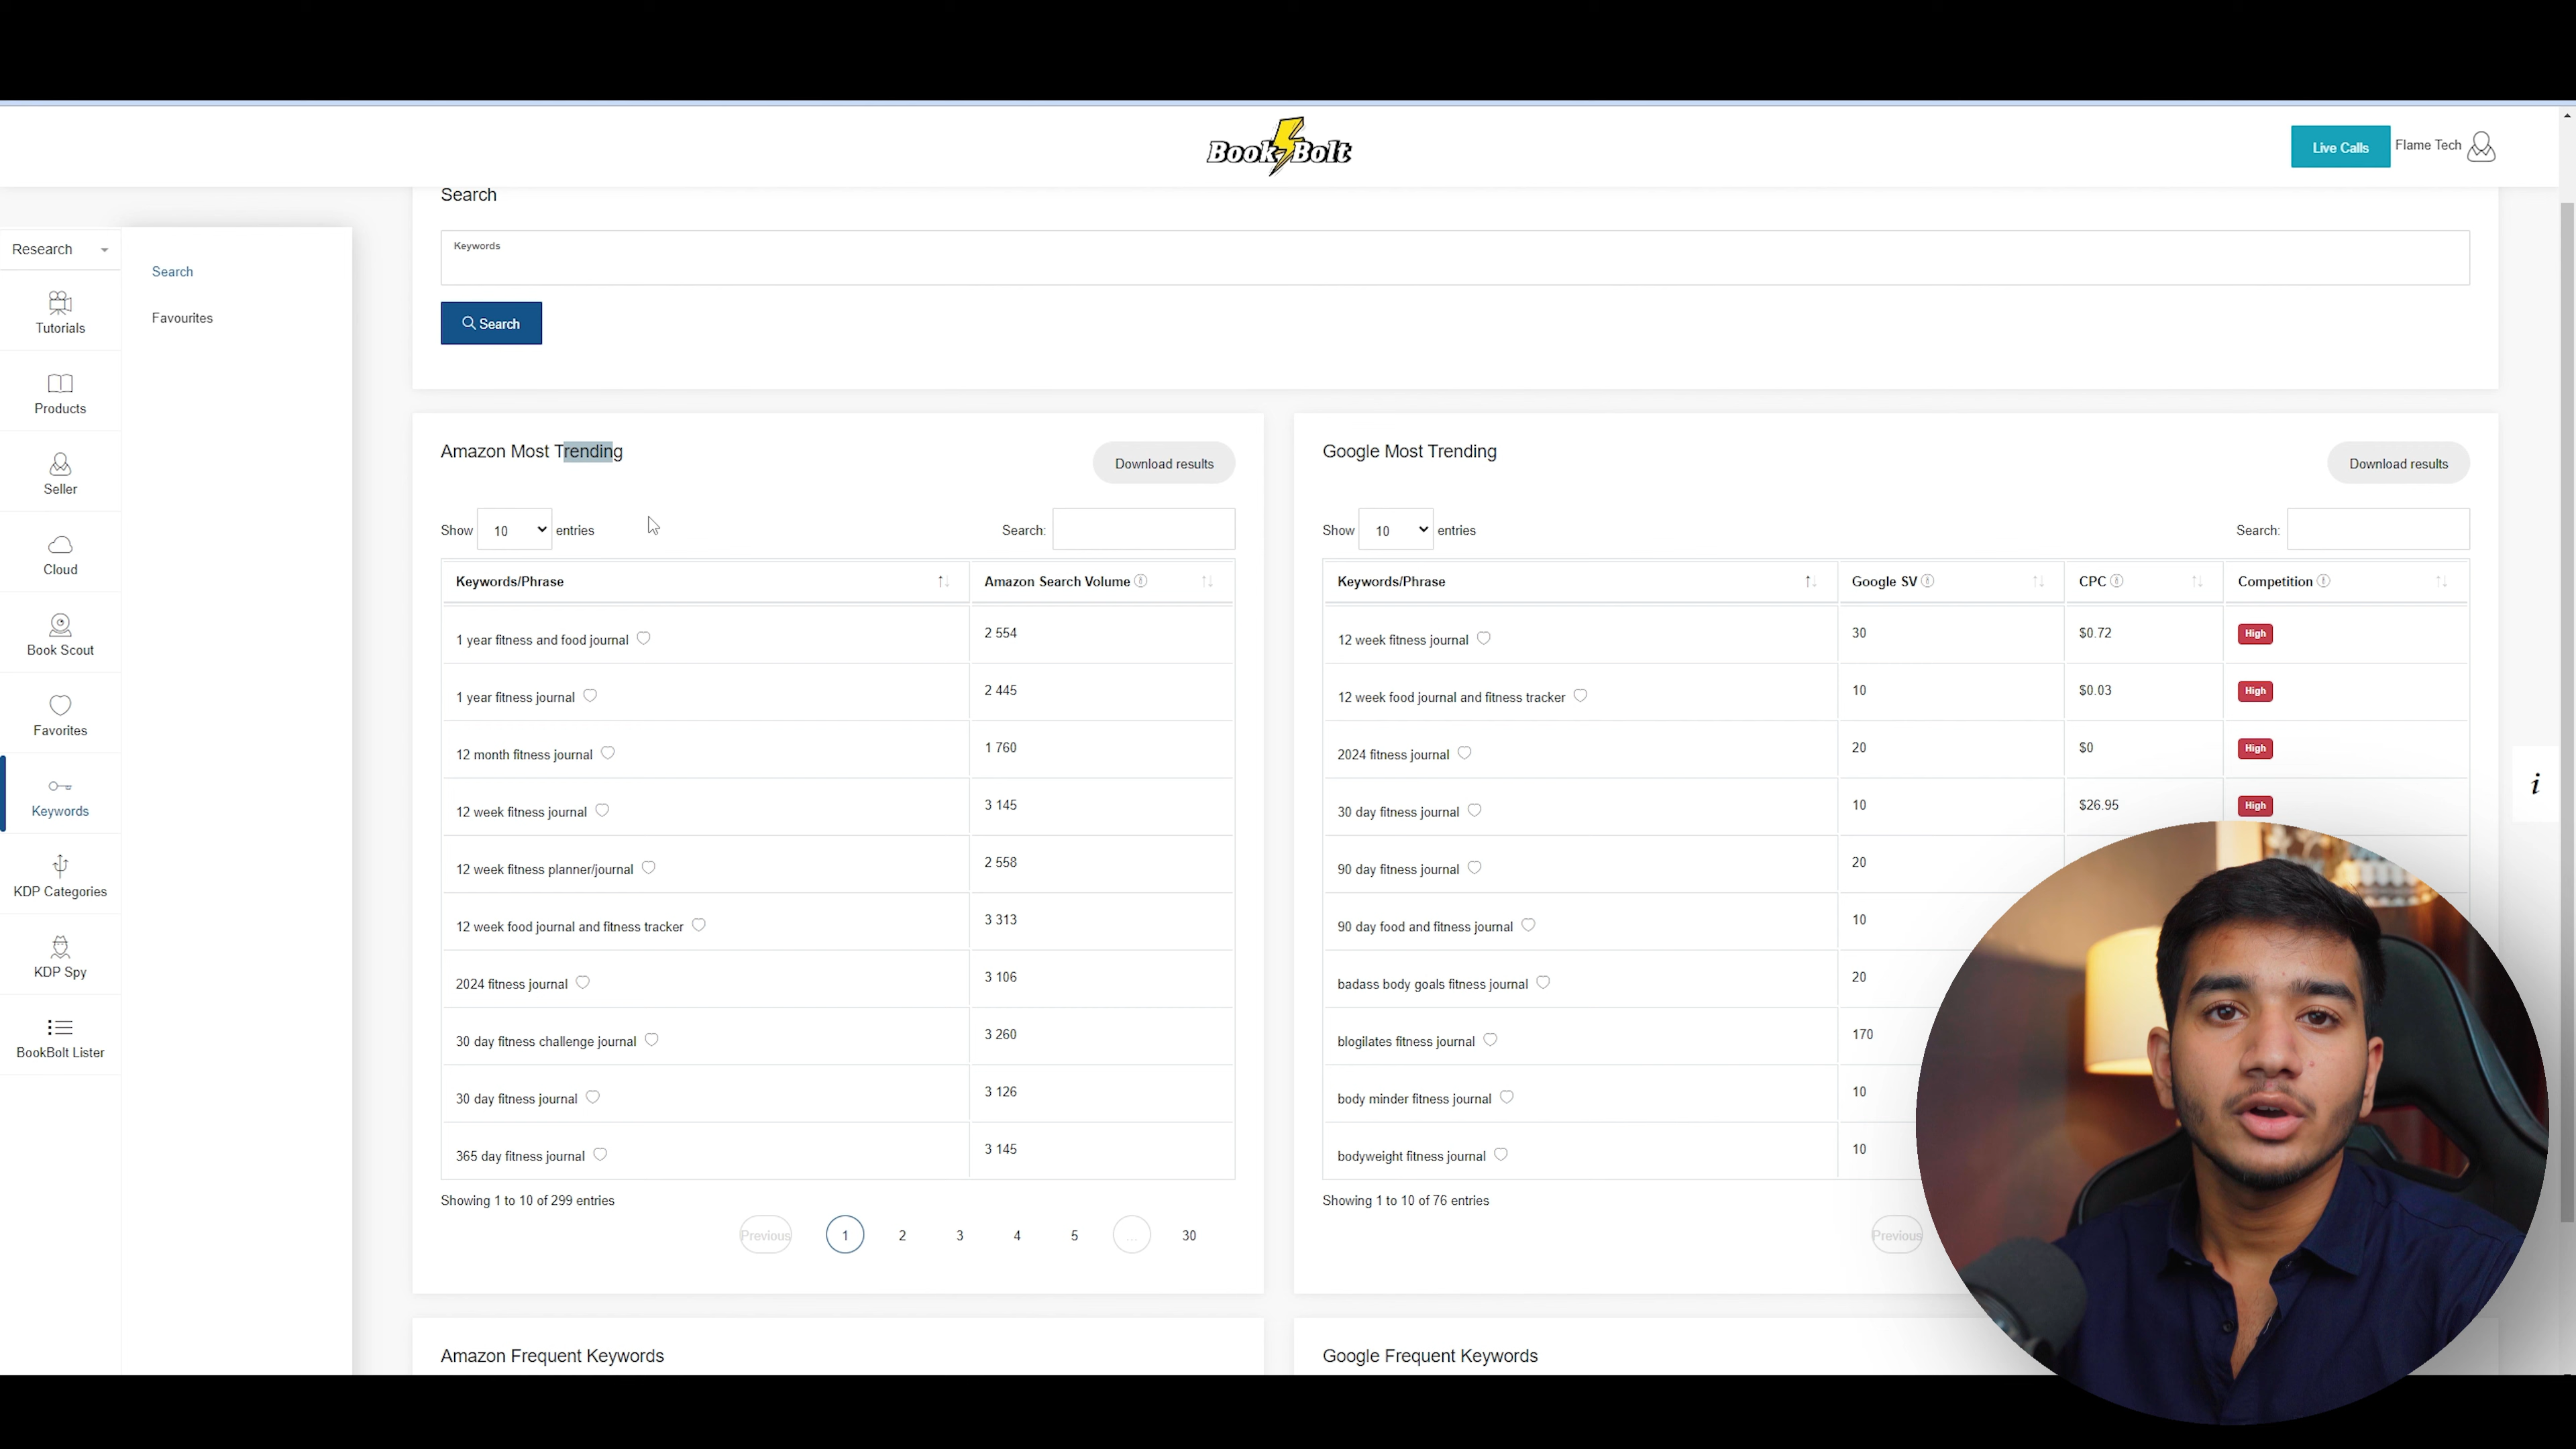 Book Bolt
Live Calls
Flame Tech
Research
Tutorials
Products
Seller
Cloud
Book Scout
Favorites
Keywords
KDP Categories
KDP Spy
BookBolt Lister
Search
Favourites
Search
Keywords
Search
Amazon Most Trending
Download results
Show 10 entries Search:
Keywords/Phrase Amazon Search Volume
1 year fitness and food journal 2 554
1 year fitness journal 2 445
12 month fitness journal 1 760
12 week fitness journal 3 145
12 week fitness planner/journal 2 558
12 week food journal and fitness tracker 3 313
2024 fitness journal 3 106
30 day fitness challenge journal 3 260
30 day fitness journal 3 126
365 day fitness journal 3 145
Showing 1 to 10 of 299 entries
Previous 1 2 3 4 5 ... 30
Google Most Trending
Download results
Show 10 entries Search:
Keywords/Phrase Google SV CPC Competition
12 week fitness journal 30 $0.72 High
12 week food journal and fitness tracker 10 $0.03 High
2024 fitness journal 20 $0 High
30 day fitness journal 10 $26.95 High
90 day fitness journal 20
90 day food and fitness journal 10
badass body goals fitness journal 20
blogilates fitness journal 170
body minder fitness journal 10
bodyweight fitness journal 10
Showing 1 to 10 of 76 entries
Previous
i
Amazon Frequent Keywords
Google Frequent Keywords